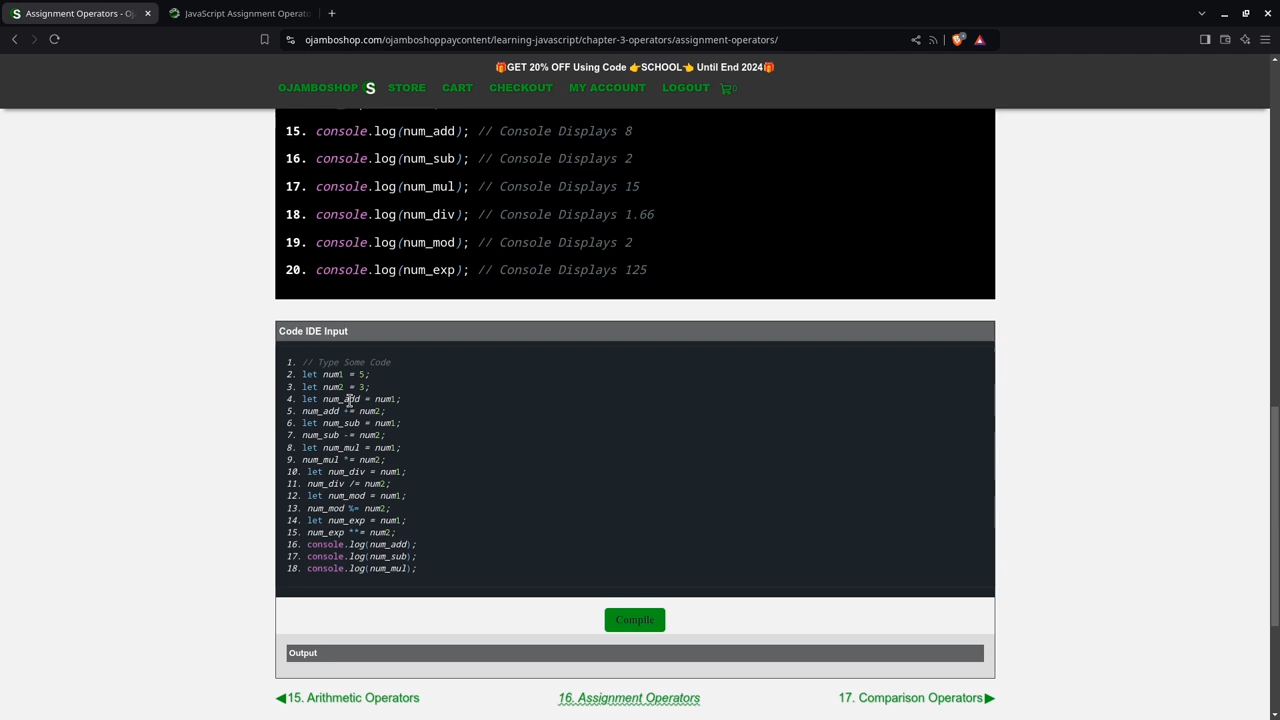 Assignment Operators - Oj
JavaScript Assignment Operato
ojamboshop.com/ojamboshoppaycontent/learning-javascript/chapter-3-operators/assignment-operators/
🎁GET 20% OFF Using Code 👉SCHOOL👈 Until End 2024🎁
OJAMBOSHOP S STORE CART CHECKOUT MY ACCOUNT LOGOUT 0
15. console.log(num_add); // Console Displays 8
16. console.log(num_sub); // Console Displays 2
17. console.log(num_mul); // Console Displays 15
18. console.log(num_div); // Console Displays 1.66
19. console.log(num_mod); // Console Displays 2
20. console.log(num_exp); // Console Displays 125
Code IDE Input
1. // Type Some Code
2. let num1 = 5;
3. let num2 = 3;
4. let num_add = num1;
5. num_add += num2;
6. let num_sub = num1;
7. num_sub -= num2;
8. let num_mul = num1;
9. num_mul *= num2;
10. let num_div = num1;
11. num_div /= num2;
12. let num_mod = num1;
13. num_mod %= num2;
14. let num_exp = num1;
15. num_exp **= num2;
16. console.log(num_add);
17. console.log(num_sub);
18. console.log(num_mul);
Compile
Output
◀15. Arithmetic Operators 16. Assignment Operators 17. Comparison Operators▶